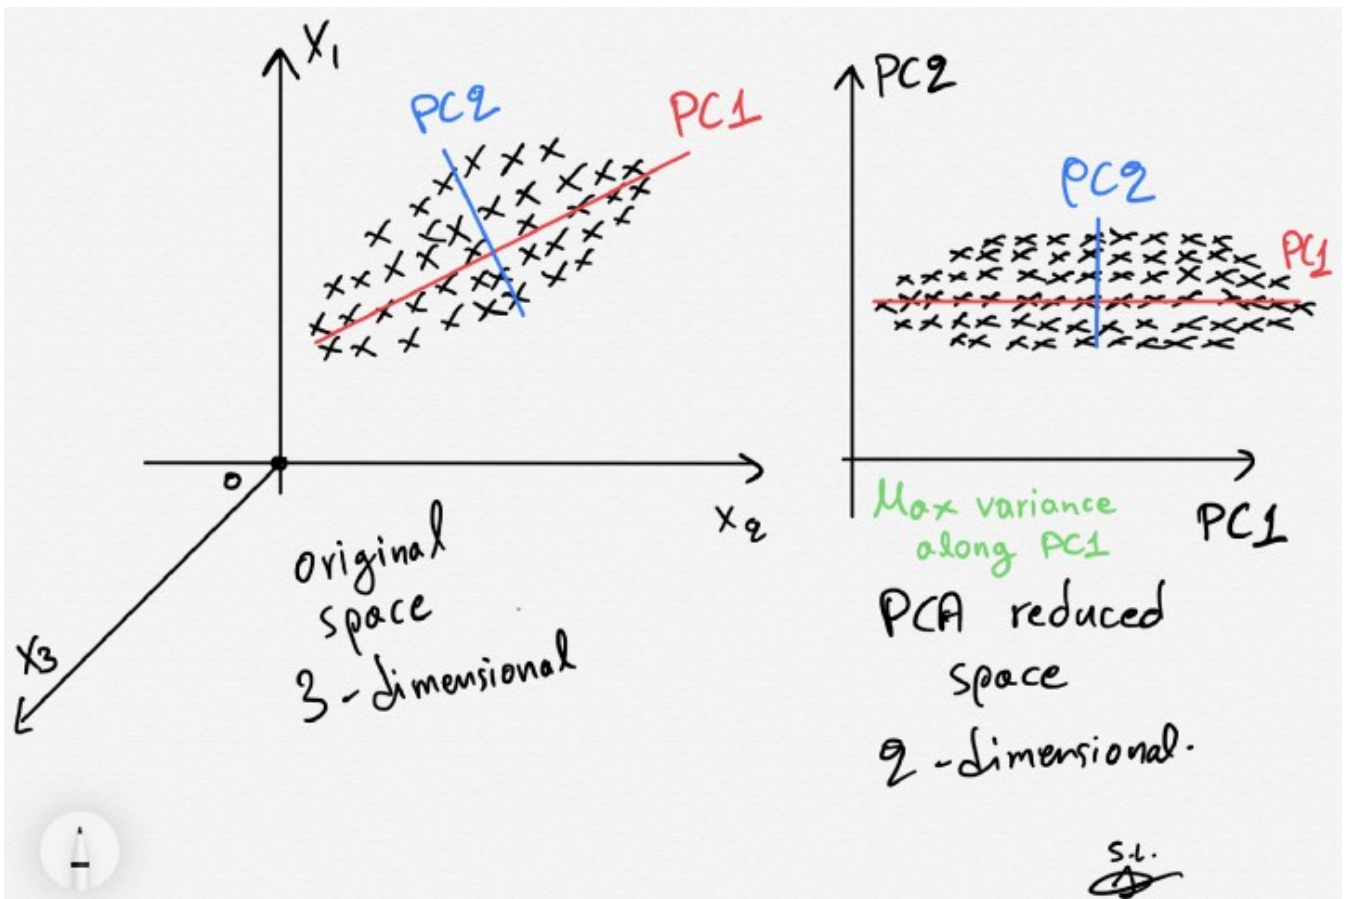 X1
PC2
PC1
0
X2
X3
original
space
3-dimensional
PC2
PC2
PC1
Max variance
along PC1
PC1
PCA reduced
space
2-dimensional.
S.L.